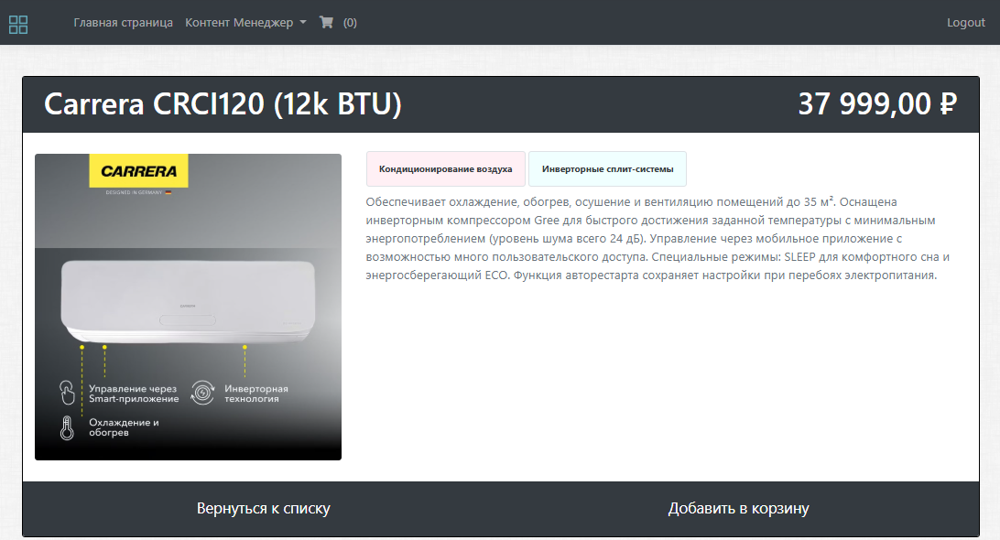 Главная страница Контент Менеджер (0) Logout
Carrera CRCI120 (12k BTU) 37 999,00 ₽
CARRERA
DESIGNED IN GERMANY
Управление через
Smart-приложение
Инверторная
технология
Охлаждение и
обогрев
Кондиционирование воздуха Инверторные сплит-системы
Обеспечивает охлаждение, обогрев, осушение и вентиляцию помещений до 35 м². Оснащена
инверторным компрессором Gree для быстрого достижения заданной температуры с минимальным
энергопотреблением (уровень шума всего 24 дБ). Управление через мобильное приложение с
возможностью много пользовательского доступа. Специальные режимы: SLEEP для комфортного сна и
энергосберегающий ECO. Функция авторестарта сохраняет настройки при перебоях электропитания.
Вернуться к списку Добавить в корзину